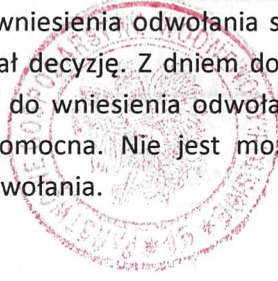 wniesienia odwołania s
ał decyzję. Z dniem do
do wniesienia odwoła
omocna. Nie jest mo
wołania.